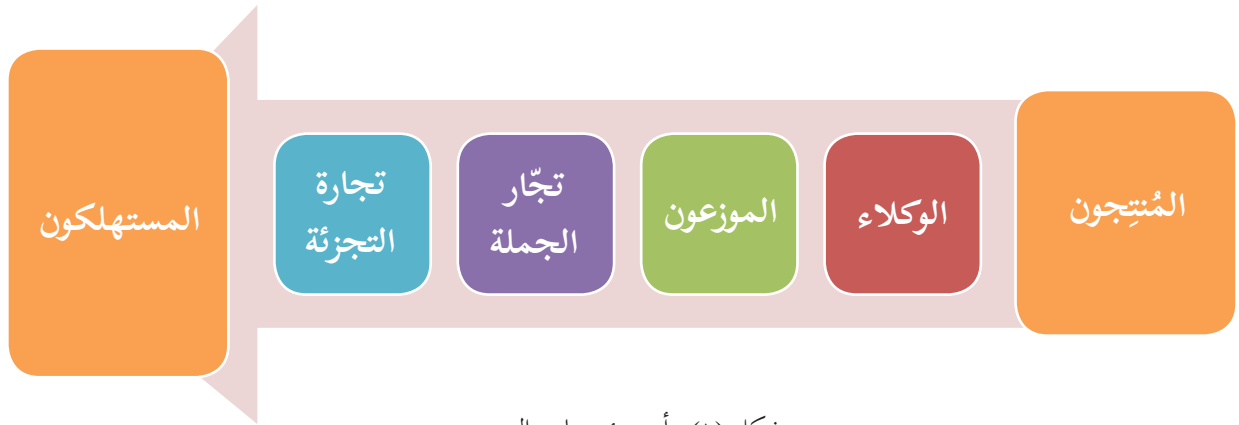 المُنتِجون
الوكلاء
الموزعون
تجّار
الجملة
تجارة
التجزئة
المستهلكون